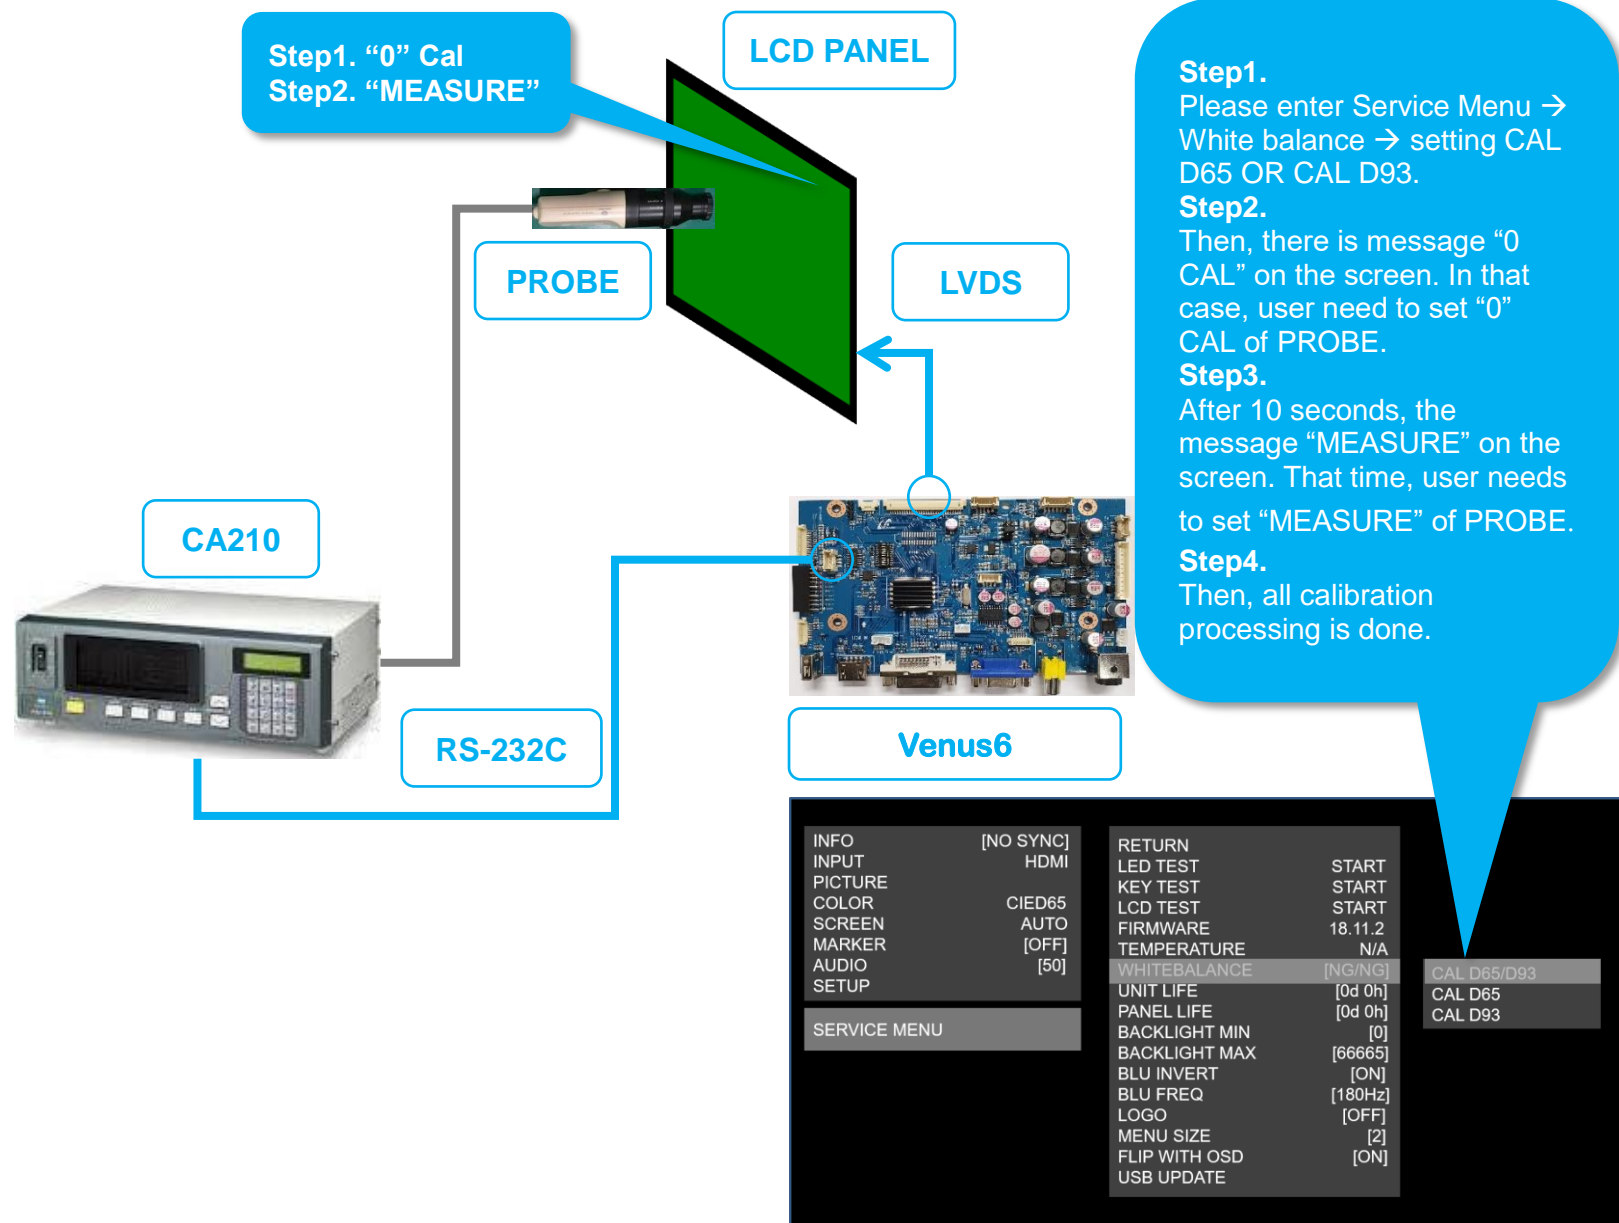 Step1. “0” Cal
Step2. “MEASURE”
LCD PANEL
PROBE
LVDS
CA210
RS-232C
Venus6
Step1.
Please enter Service Menu →
White balance → setting CAL
D65 OR CAL D93.
Step2.
Then, there is message “0
CAL” on the screen. In that
case, user need to set “0”
CAL of PROBE.
Step3.
After 10 seconds, the
message “MEASURE” on the
screen. That time, user needs
to set “MEASURE” of PROBE.
Step4.
Then, all calibration
processing is done.
INFO [NO SYNC]
INPUT HDMI
PICTURE
COLOR CIED65
SCREEN AUTO
MARKER [OFF]
AUDIO [50]
SETUP
SERVICE MENU
RETURN
LED TEST START
KEY TEST START
LCD TEST START
FIRMWARE 18.11.2
TEMPERATURE N/A
WHITEBALANCE [NG/NG]
UNIT LIFE [0d 0h]
PANEL LIFE [0d 0h]
BACKLIGHT MIN [0]
BACKLIGHT MAX [66665]
BLU INVERT [ON]
BLU FREQ [180Hz]
LOGO [OFF]
MENU SIZE [2]
FLIP WITH OSD [ON]
USB UPDATE
CAL D65/D93
CAL D65
CAL D93